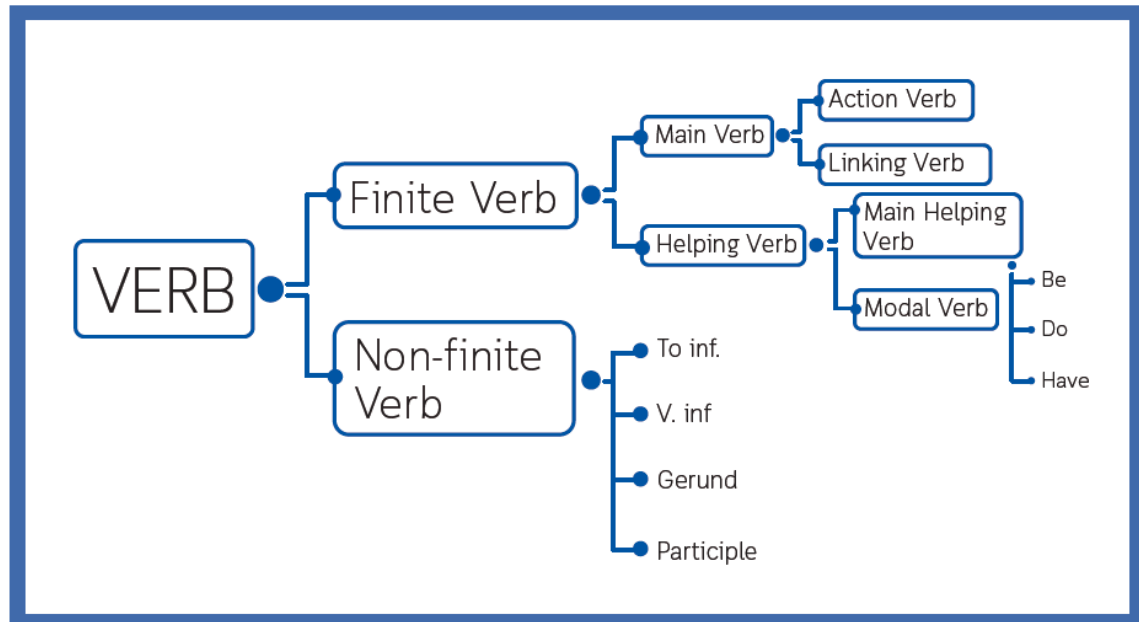 VERB
Finite Verb
Main Verb
Action Verb
Linking Verb
Helping Verb
Main Helping
Verb
Be
Do
Have
Modal Verb
Non-finite
Verb
To inf.
V. inf
Gerund
Participle